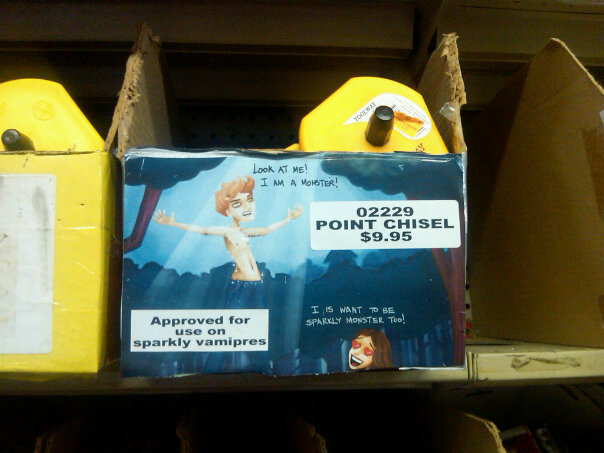 TOOLWAY
LOOK AT ME!
I AM A MONSTER!
02229
POINT CHISEL
$9.95
I IS WANT TO BE
SPARKLY MONSTER TOO!
Approved for
use on
sparkly vamipres